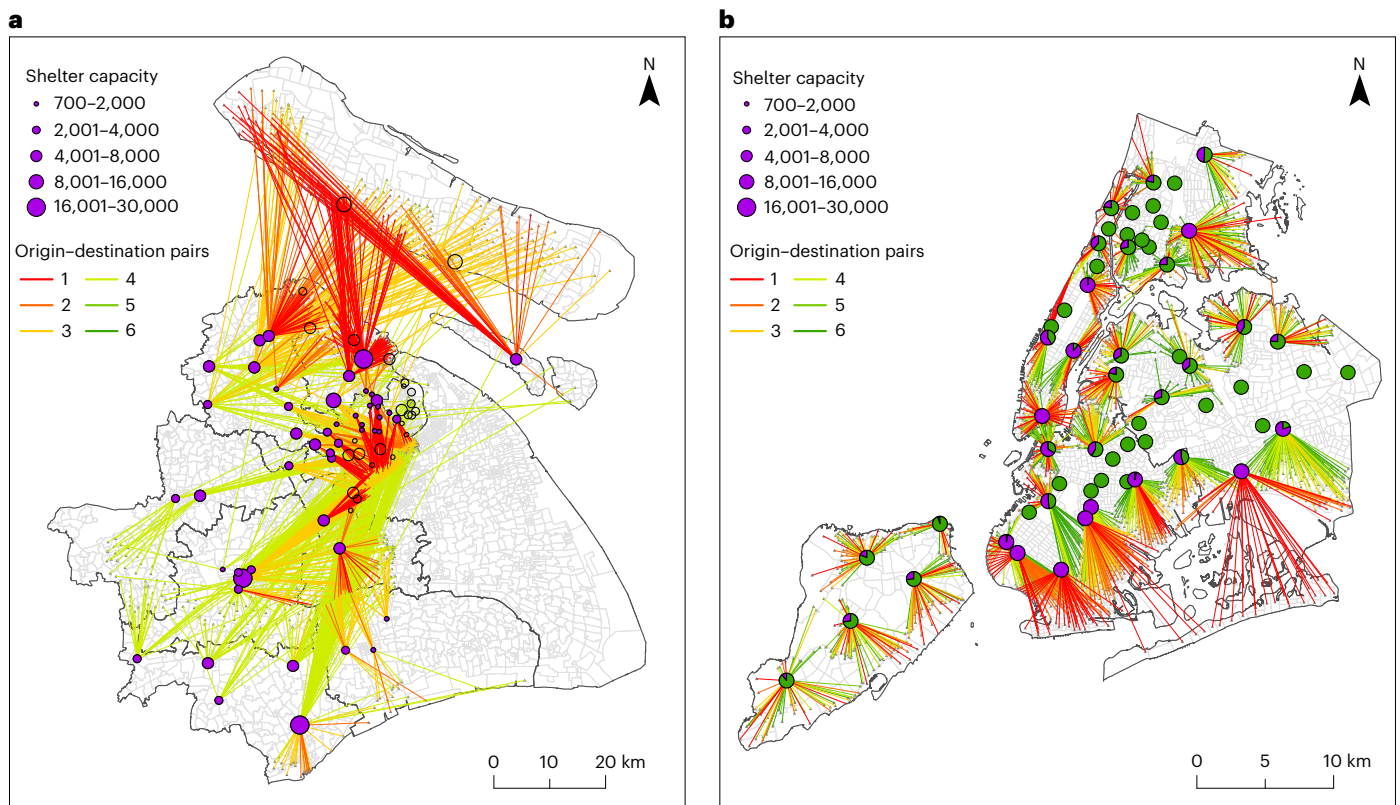 a
Shelter capacity
700–2,000
2,001–4,000
4,001–8,000
8,001–16,000
16,001–30,000
Origin–destination pairs
1 4
2 5
3 6
N
0 10 20 km
b
Shelter capacity
700–2,000
2,001–4,000
4,001–8,000
8,001–16,000
16,001–30,000
Origin–destination pairs
1 4
2 5
3 6
N
0 5 10 km